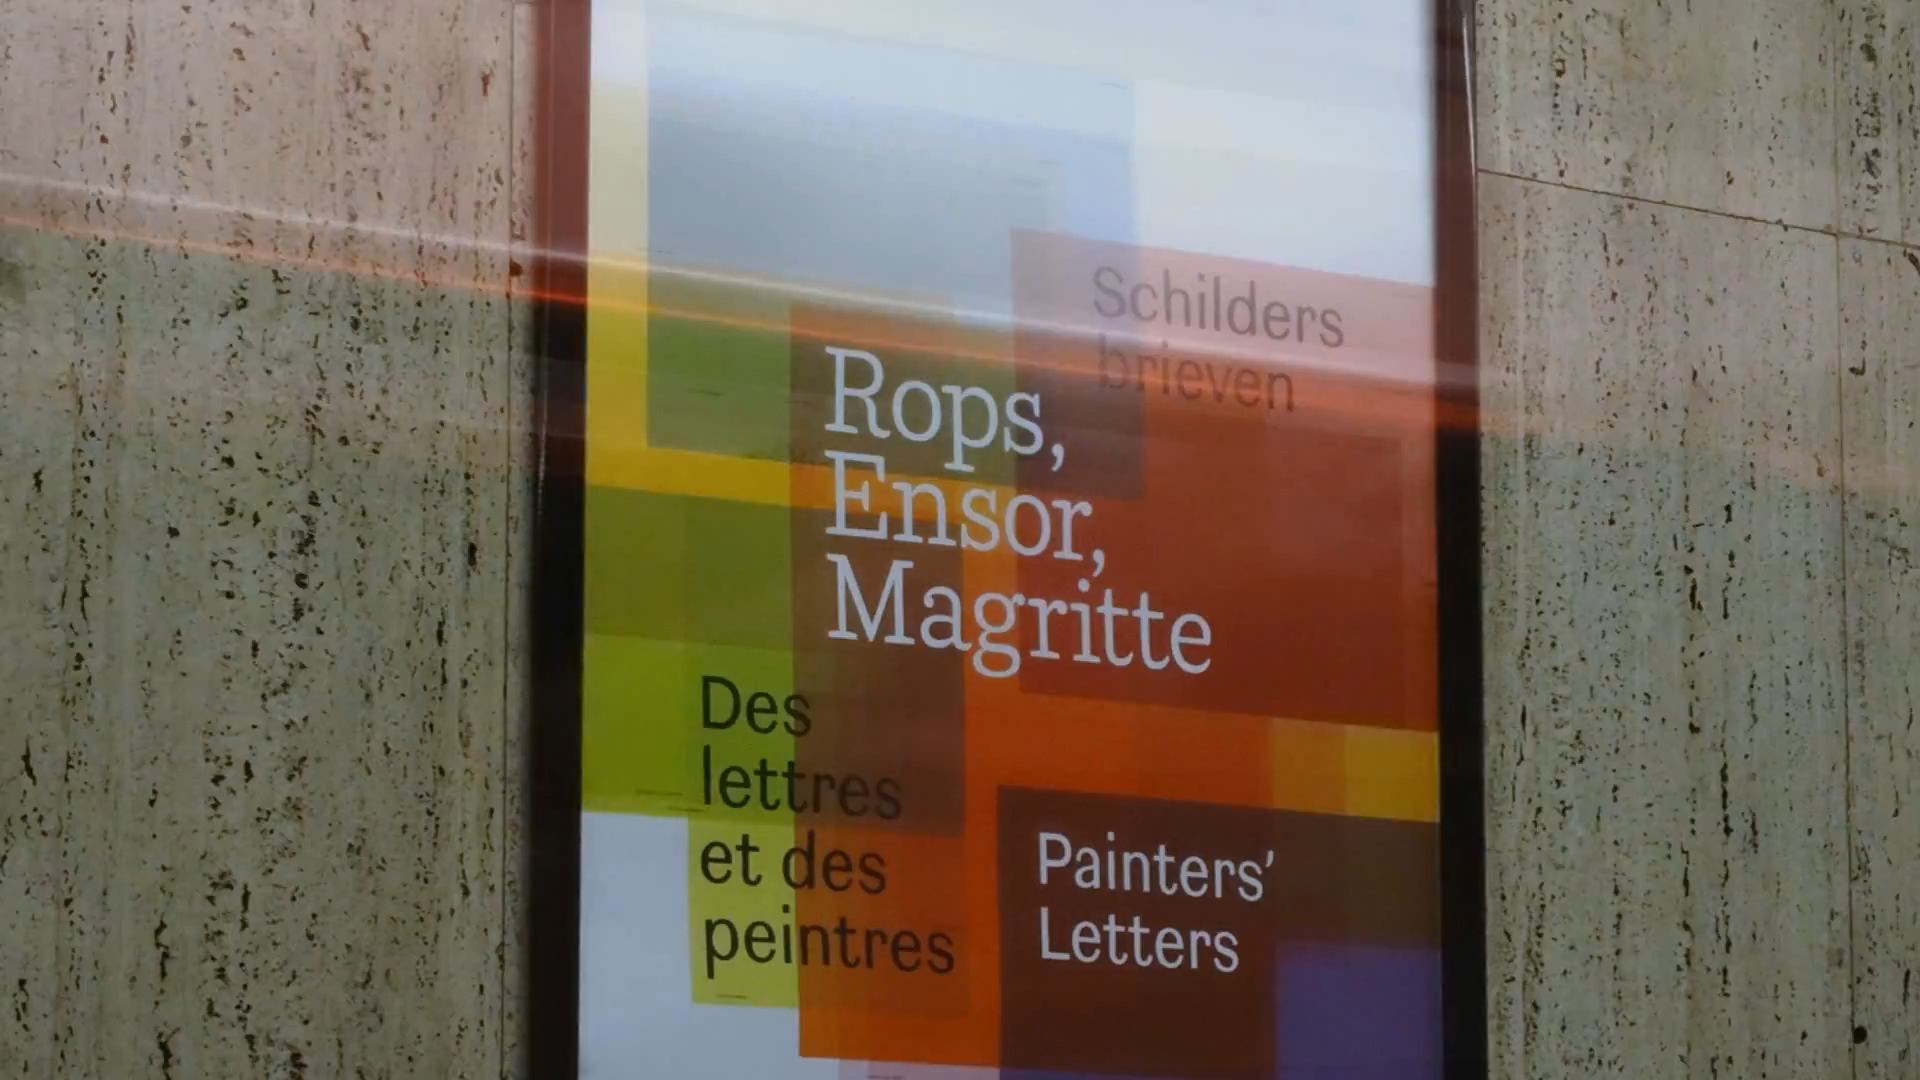 Schilders
brieven
Rops,
Ensor,
Magritte
Des
lettres
et des
peintres
Painters'
Letters